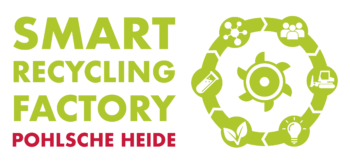 SMART
RECYCLING
FACTORY
POHLSCHE HEIDE